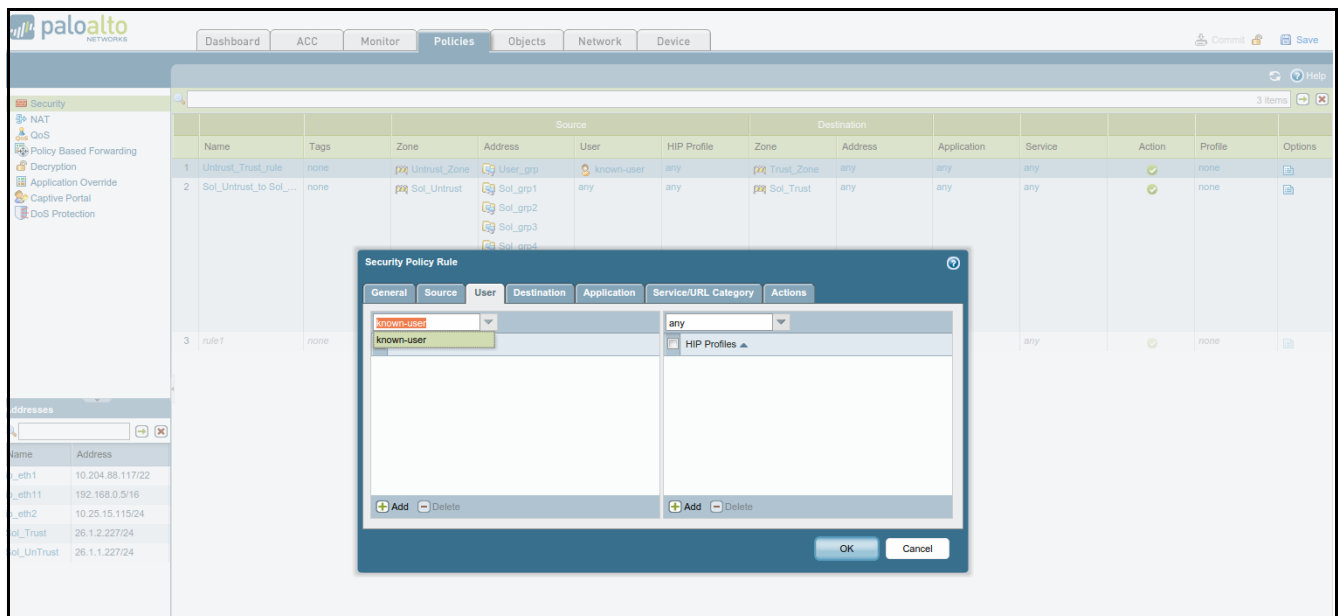 paloalto
NETWORKS
Dashboard ACC Monitor Policies Objects Network Device
Commit Save
Help
Security
NAT
QoS
Policy Based Forwarding
Decryption
Application Override
Captive Portal
DoS Protection
3 items
Source Destination
Name Tags Zone Address User HIP Profile Zone Address Application Service Action Profile Options
1 Untrust_Trust_rule none Untrust_Zone User_grp known-user any Trust_Zone any any any none
2 Sol_Untrust_to Sol_... none Sol_Untrust Sol_grp1 any any Sol_Trust any any any none
Sol_grp2
Sol_grp3
Sol_grp4
3 rule1 none any none
Security Policy Rule
General Source User Destination Application Service/URL Category Actions
known-user any
known-user HIP Profiles
Add Delete Add Delete
OK Cancel
ddresses
Name Address
_eth1 10.204.88.117/22
_eth11 192.168.0.5/16
_eth2 10.25.15.115/24
ol_Trust 26.1.2.227/24
ol_UnTrust 26.1.1.227/24